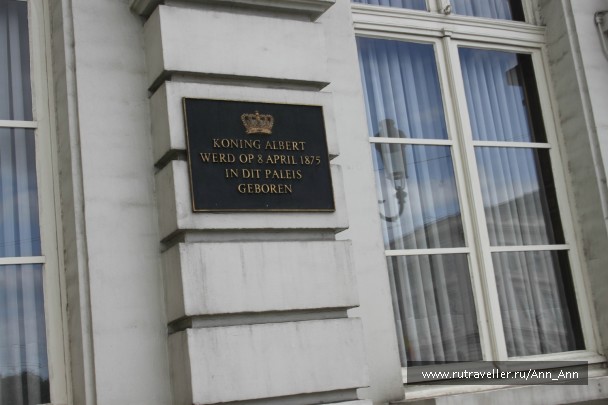 KONING ALBERT
WERD OP 8 APRIL 1875
IN DIT PALEIS
GEBOREN
www.rutraveller.ru/Ann_Ann